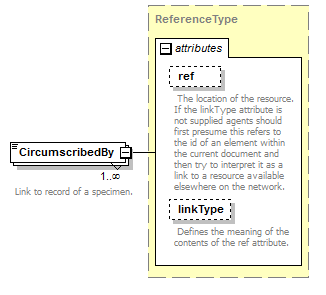 ReferenceType
attributes
ref
The location of the resource.
If the linkType attribute is
not supplied agents should
first presume this refers to
the id of an element within
the current document and
then try to interpret it as a
link to a resource available
elsewhere on the network.
CircumscribedBy
1..∞
Link to record of a specimen.
linkType
Defines the meaning of the
contents of the ref attribute.